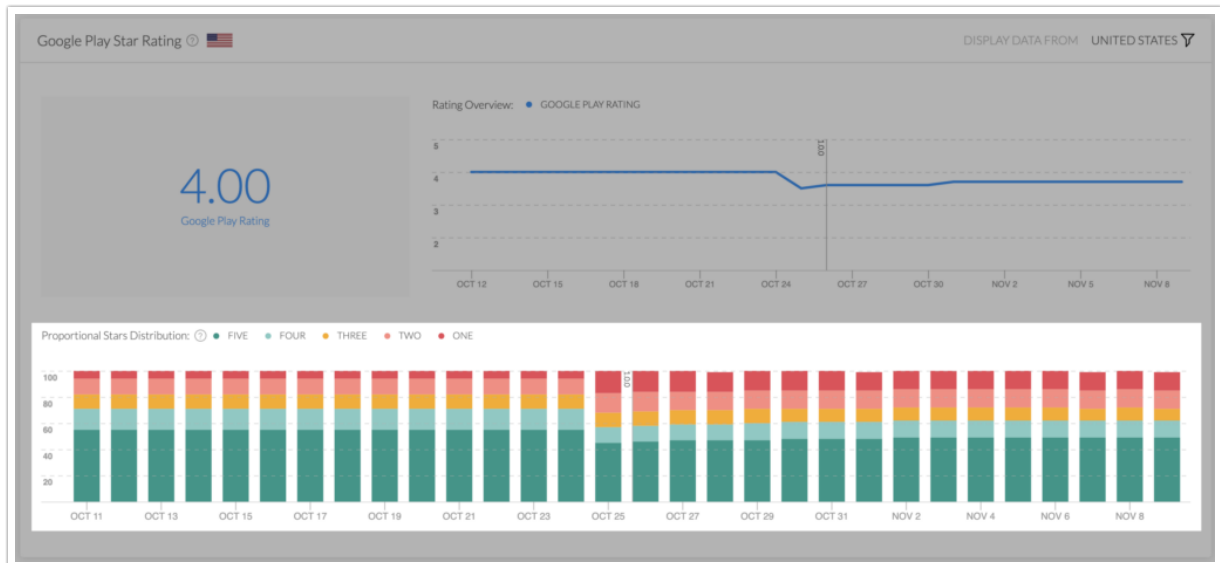 Google Play Star Rating ?
DISPLAY DATA FROM UNITED STATES
4.00
Google Play Rating
Rating Overview: GOOGLE PLAY RATING
5
4
3
2
1.0.0
OCT 12 OCT 15 OCT 18 OCT 21 OCT 24 OCT 27 OCT 30 NOV 2 NOV 5 NOV 8
Proportional Stars Distribution: ? FIVE FOUR THREE TWO ONE
100
80
60
40
20
1.0.0
OCT 11 OCT 13 OCT 15 OCT 17 OCT 19 OCT 21 OCT 23 OCT 25 OCT 27 OCT 29 OCT 31 NOV 2 NOV 4 NOV 6 NOV 8